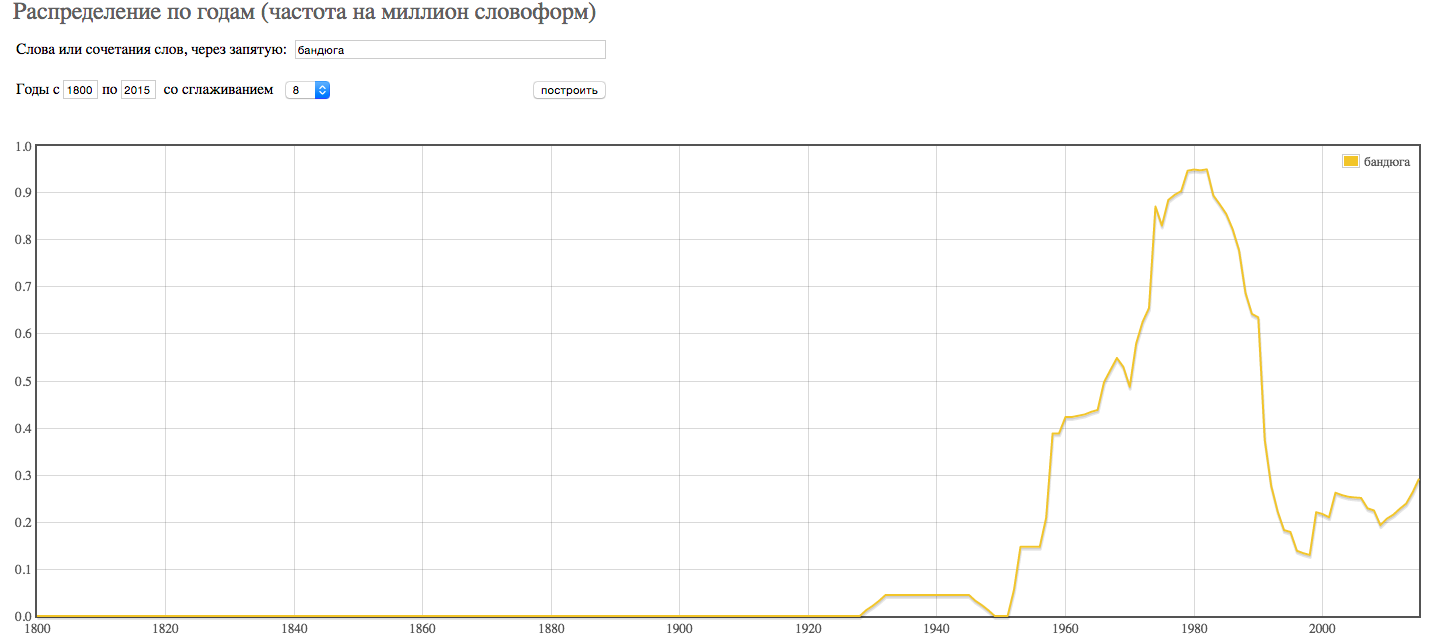 Распределение по годам (частота на миллион словоформ)
Слова или сочетания слов, через запятую: бандюга
Годы с 1800 по 2015 со сглаживанием 8 построить
1.0
бандюга
0.9
0.8
0.7
0.6
0.5
0.4
0.3
0.2
0.1
0.0
1800 1820 1840 1860 1880 1900 1920 1940 1960 1980 2000